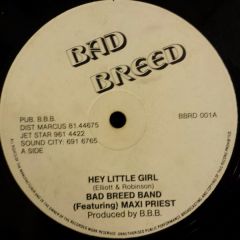 BAD
BREED
PUB. B.B.B.
DIST MARCUS 81.44675
JET STAR 961 4422
SOUND CITY: 691 6765
A SIDE
BBRD 001A
HEY LITTLE GIRL
(Elliott & Robinson)
BAD BREED BAND
(Featuring) MAXI PRIEST
Produced by B.B.B.